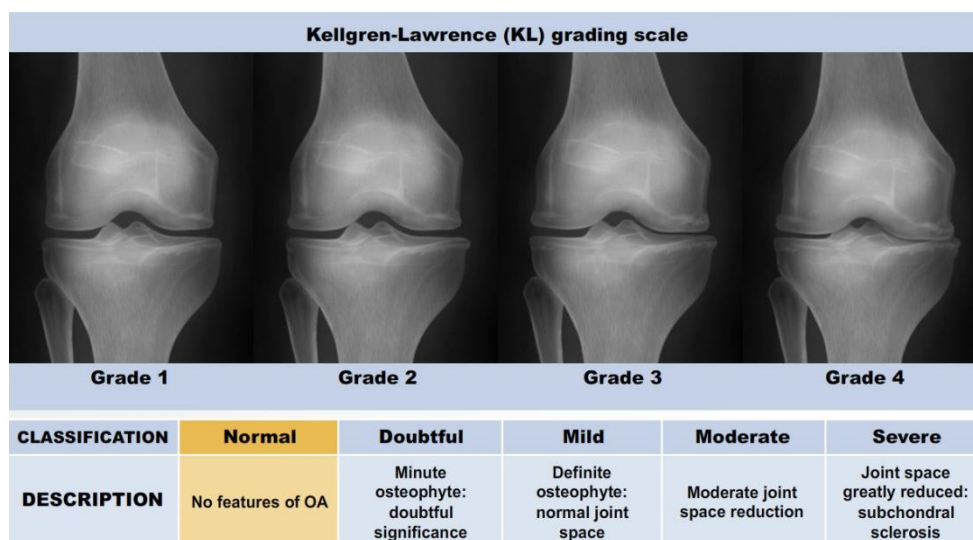 Kellgren-Lawrence (KL) grading scale
Grade 1 Grade 2 Grade 3 Grade 4
CLASSIFICATION Normal Doubtful Mild Moderate Severe
DESCRIPTION
No features of OA
Minute
osteophyte:
doubtful
significance
Definite
osteophyte:
normal joint
space
Moderate joint
space reduction
Joint space
greatly reduced:
subchondral
sclerosis